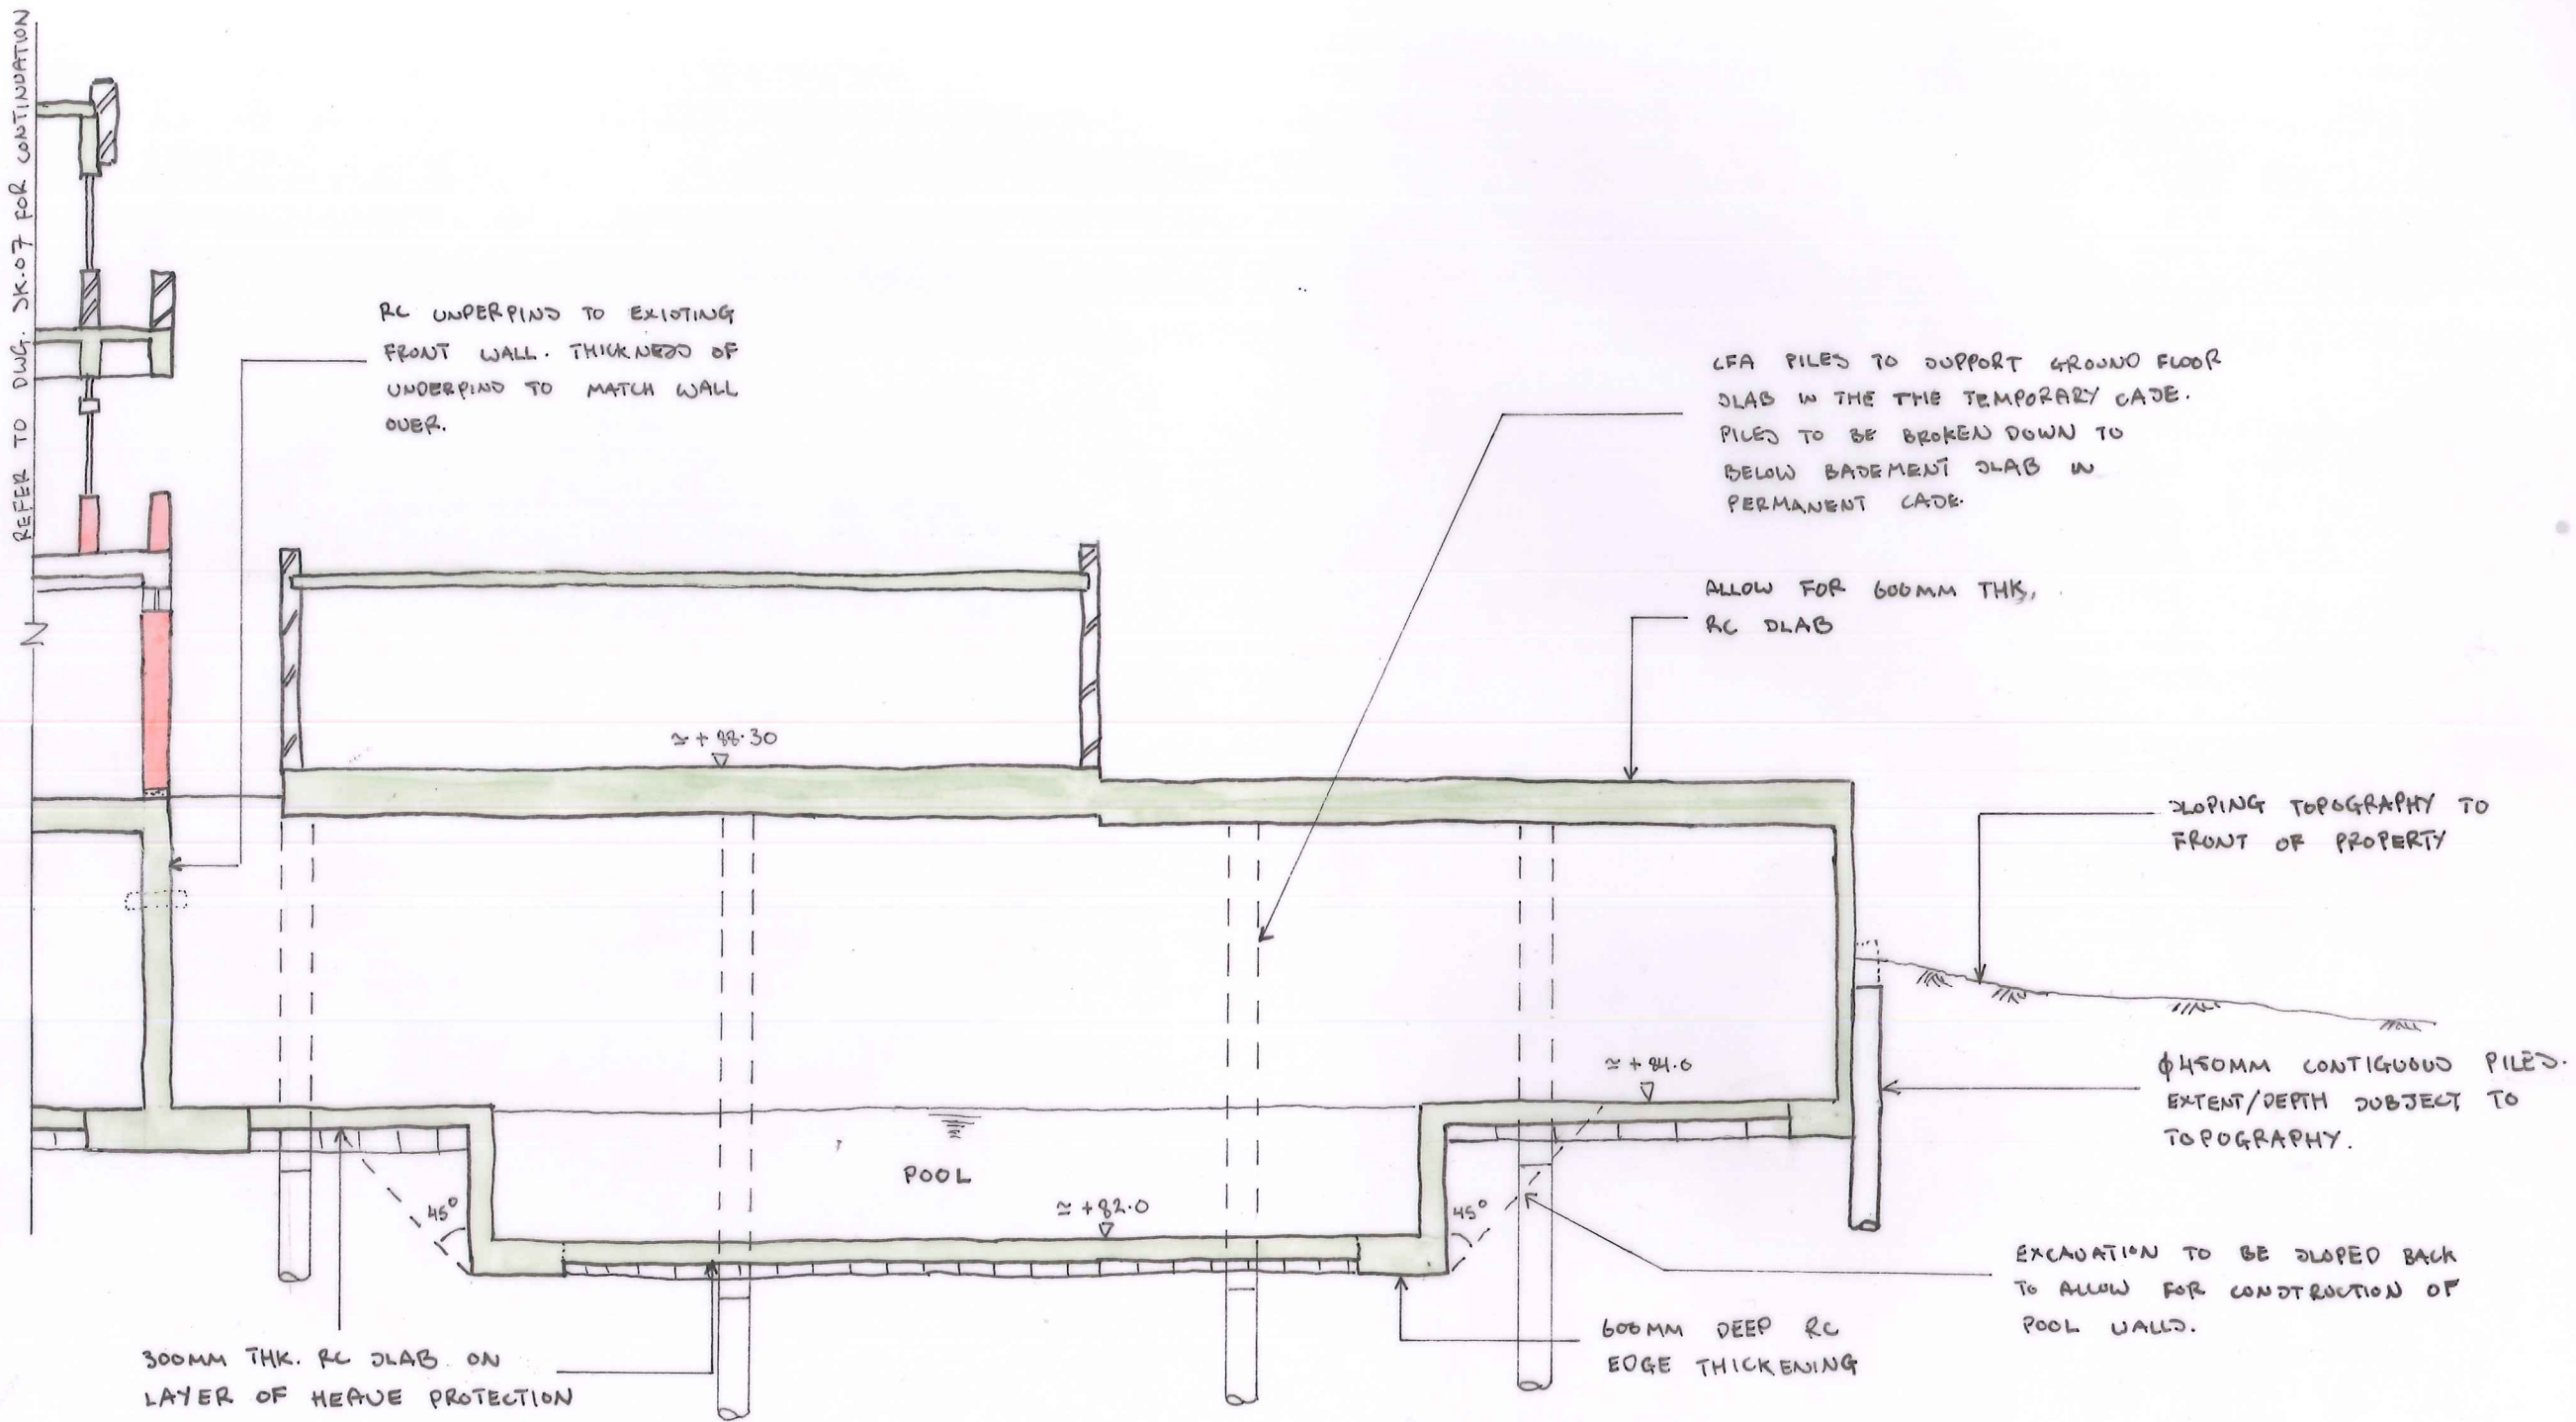 REFER TO DWG. SK.07 FOR CONTINUATION
RC UNDERPINS TO EXISTING
FRONT WALL. THICKNESS OF
UNDERPINS TO MATCH WALL
OVER.
CFA PILES TO SUPPORT GROUND FLOOR
SLAB IN THE THE TEMPORARY CASE.
PILES TO BE BROKEN DOWN TO
BELOW BASEMENT SLAB IN
PERMANENT CASE.
ALLOW FOR 600MM THK.
RC SLAB
≃ +88.30
SLOPING TOPOGRAPHY TO
FRONT OF PROPERTY
≃ +84.0
φ450MM CONTIGUOUS PILES.
EXTENT/DEPTH SUBJECT TO
TOPOGRAPHY.
POOL
≃ +82.0
45°
45°
EXCAVATION TO BE SLOPED BACK
TO ALLOW FOR CONSTRUCTION OF
POOL WALLS.
600MM DEEP RC
EDGE THICKENING
300MM THK. RC SLAB ON
LAYER OF HEAVE PROTECTION